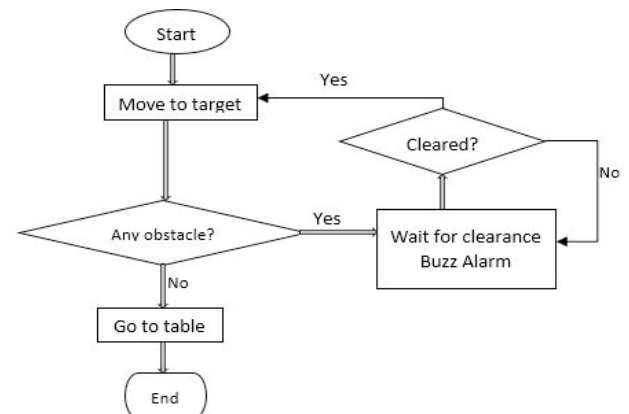 Start
Move to target
Yes
Cleared?
No
Any obstacle?
Yes
Wait for clearance
Buzz Alarm
No
Go to table
End